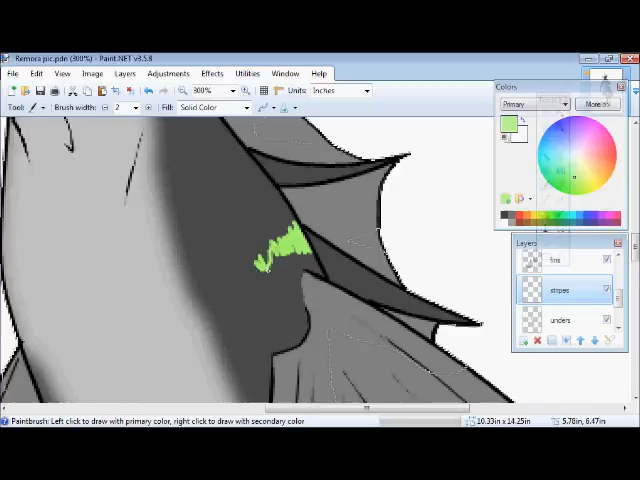 Remora pic.pdn (300%) - Paint.NET v3.5.8
File Edit View Image Layers Adjustments Effects Utilities Window Help
300% Units: Inches
Tool: Brush width: 2 Fill: Solid Color
Colors
Primary More >>
Layers
fins
stripes
unders
Paintbrush: Left click to draw with primary color, right click to draw with secondary color 10.33in × 14.25in 5.78in, 6.47in